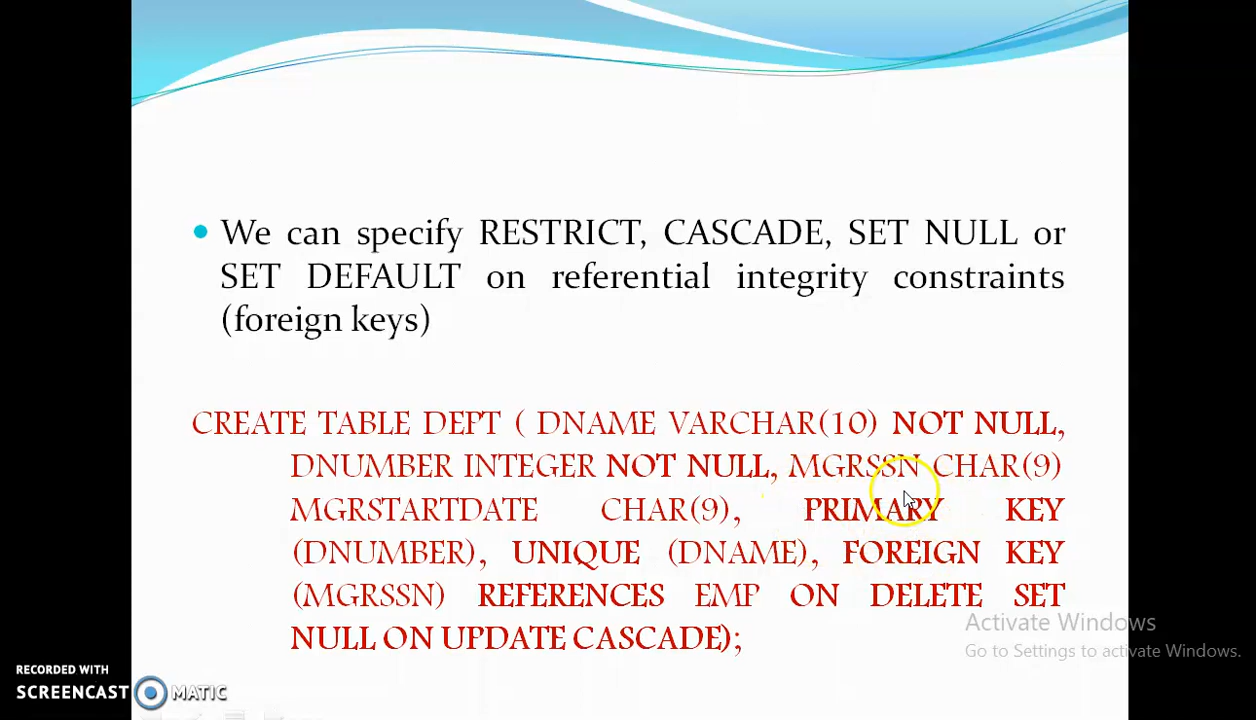 We can specify RESTRICT, CASCADE, SET NULL or
SET DEFAULT on referential integrity constraints
(foreign keys)
CREATE TABLE DEPT ( DNAME VARCHAR(10) NOT NULL,
DNUMBER INTEGER NOT NULL, MGRSSN CHAR(9)
MGRSTARTDATE CHAR(9), PRIMARY KEY
(DNUMBER), UNIQUE (DNAME), FOREIGN KEY
(MGRSSN) REFERENCES EMP ON DELETE SET
NULL ON UPDATE CASCADE);
Activate Windows
Go to Settings to activate Windows.
RECORDED WITH
SCREENCAST MATIC